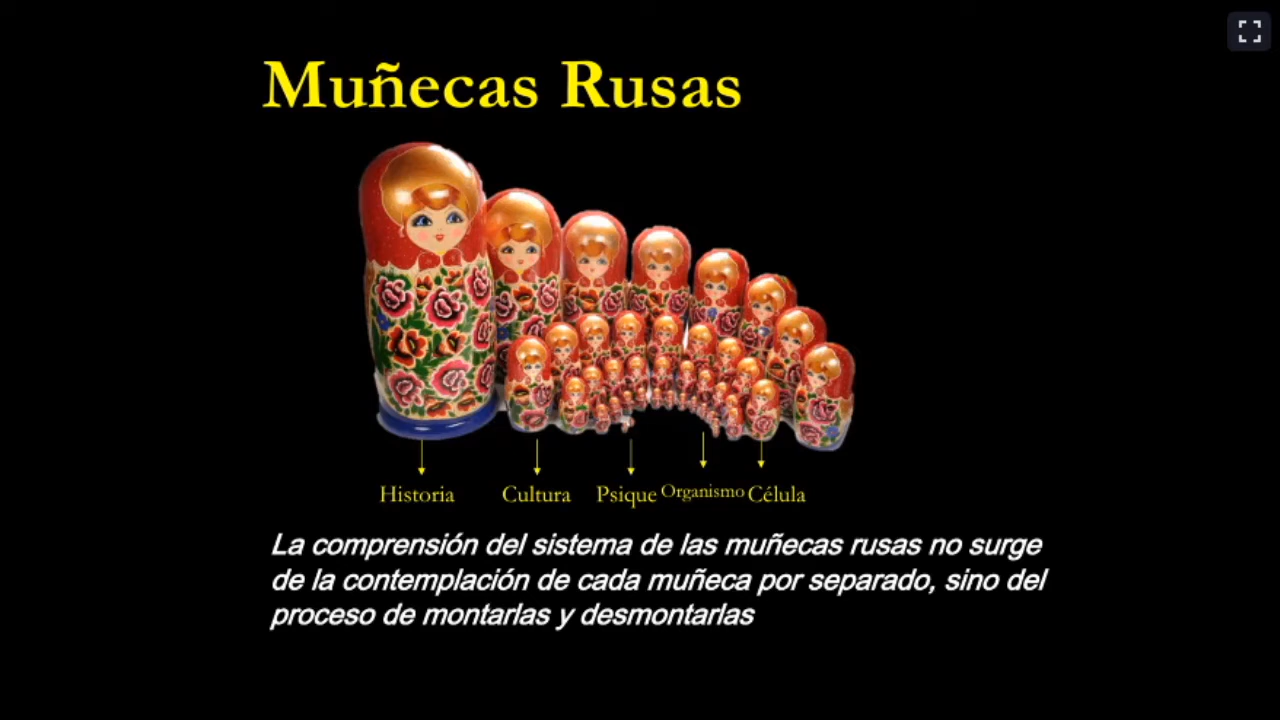 Muñecas Rusas
Historia Cultura Psique Organismo Célula
La comprensión del sistema de las muñecas rusas no surge
de la contemplación de cada muñeca por separado, sino del
proceso de montarlas y desmontarlas